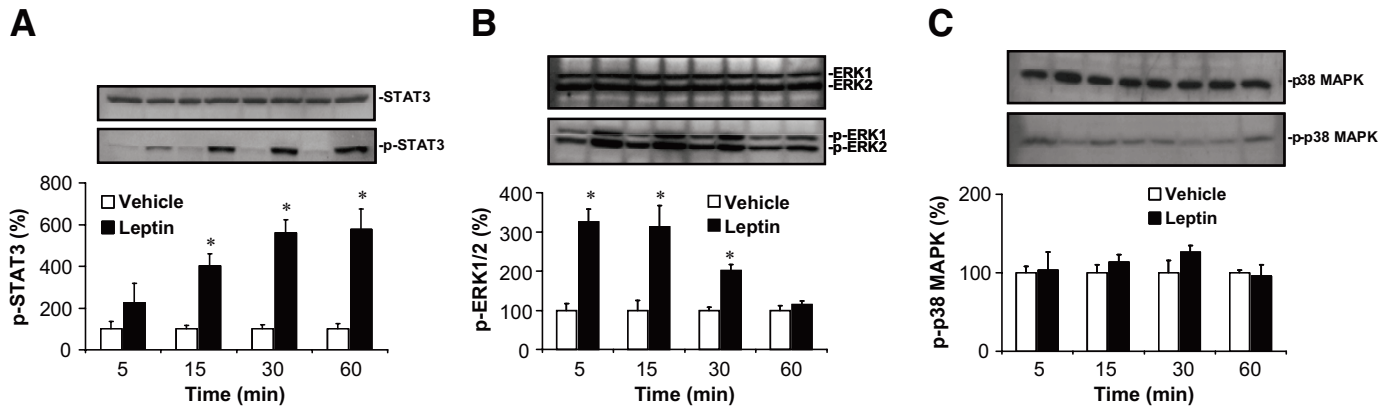 A
-STAT3
-p-STAT3
800
600
400
200
0
p-STAT3 (%)
Vehicle
Leptin
*
*
*
5 15 30 60
Time (min)
B
-ERK1
-ERK2
-p-ERK1
-p-ERK2
400
300
200
100
0
p-ERK1/2 (%)
Vehicle
Leptin
*
*
*
5 15 30 60
Time (min)
C
-p38 MAPK
-p-p38 MAPK
200
100
0
p-p38 MAPK (%)
Vehicle
Leptin
5 15 30 60
Time (min)